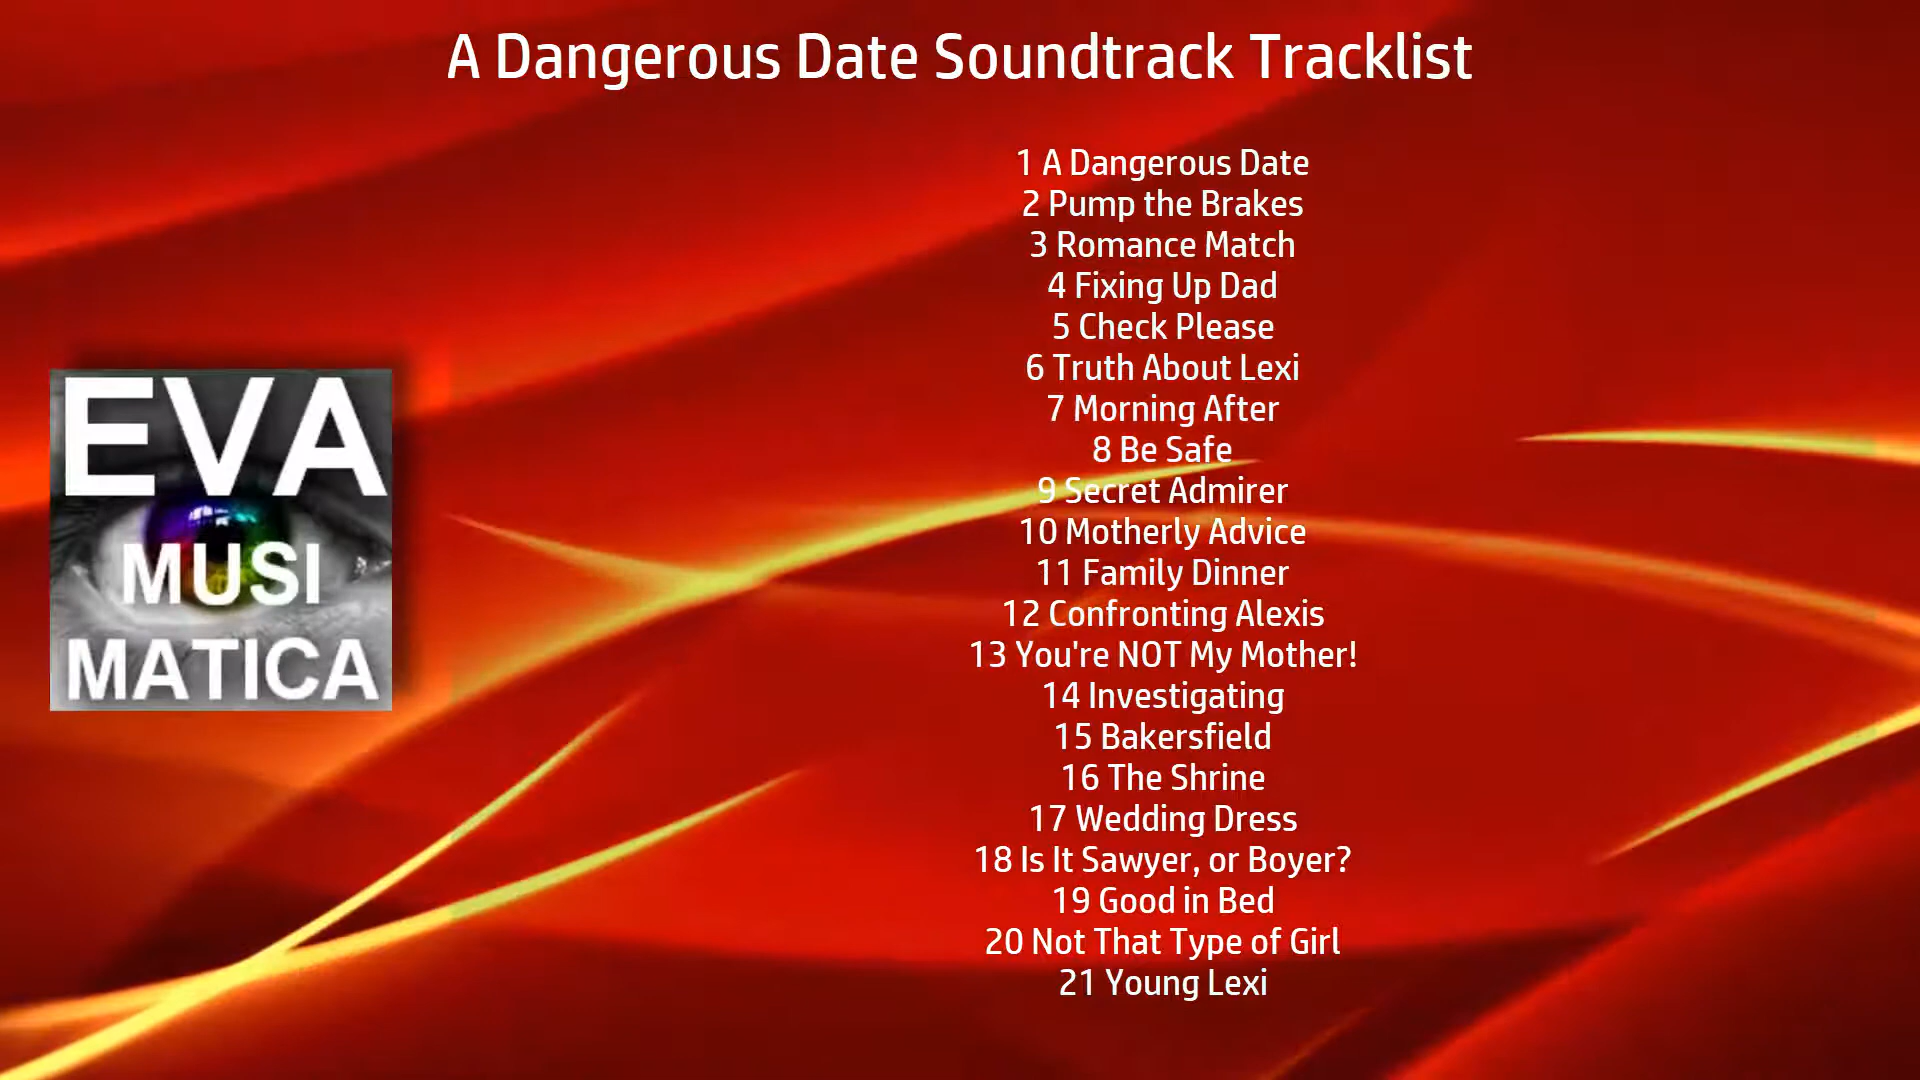 A Dangerous Date Soundtrack Tracklist
1 A Dangerous Date
2 Pump the Brakes
3 Romance Match
4 Fixing Up Dad
5 Check Please
6 Truth About Lexi
7 Morning After
8 Be Safe
9 Secret Admirer
10 Motherly Advice
11 Family Dinner
12 Confronting Alexis
13 You're NOT My Mother!
14 Investigating
15 Bakersfield
16 The Shrine
17 Wedding Dress
18 Is It Sawyer, or Boyer?
19 Good in Bed
20 Not That Type of Girl
21 Young Lexi
EVA
MUSI
MATICA